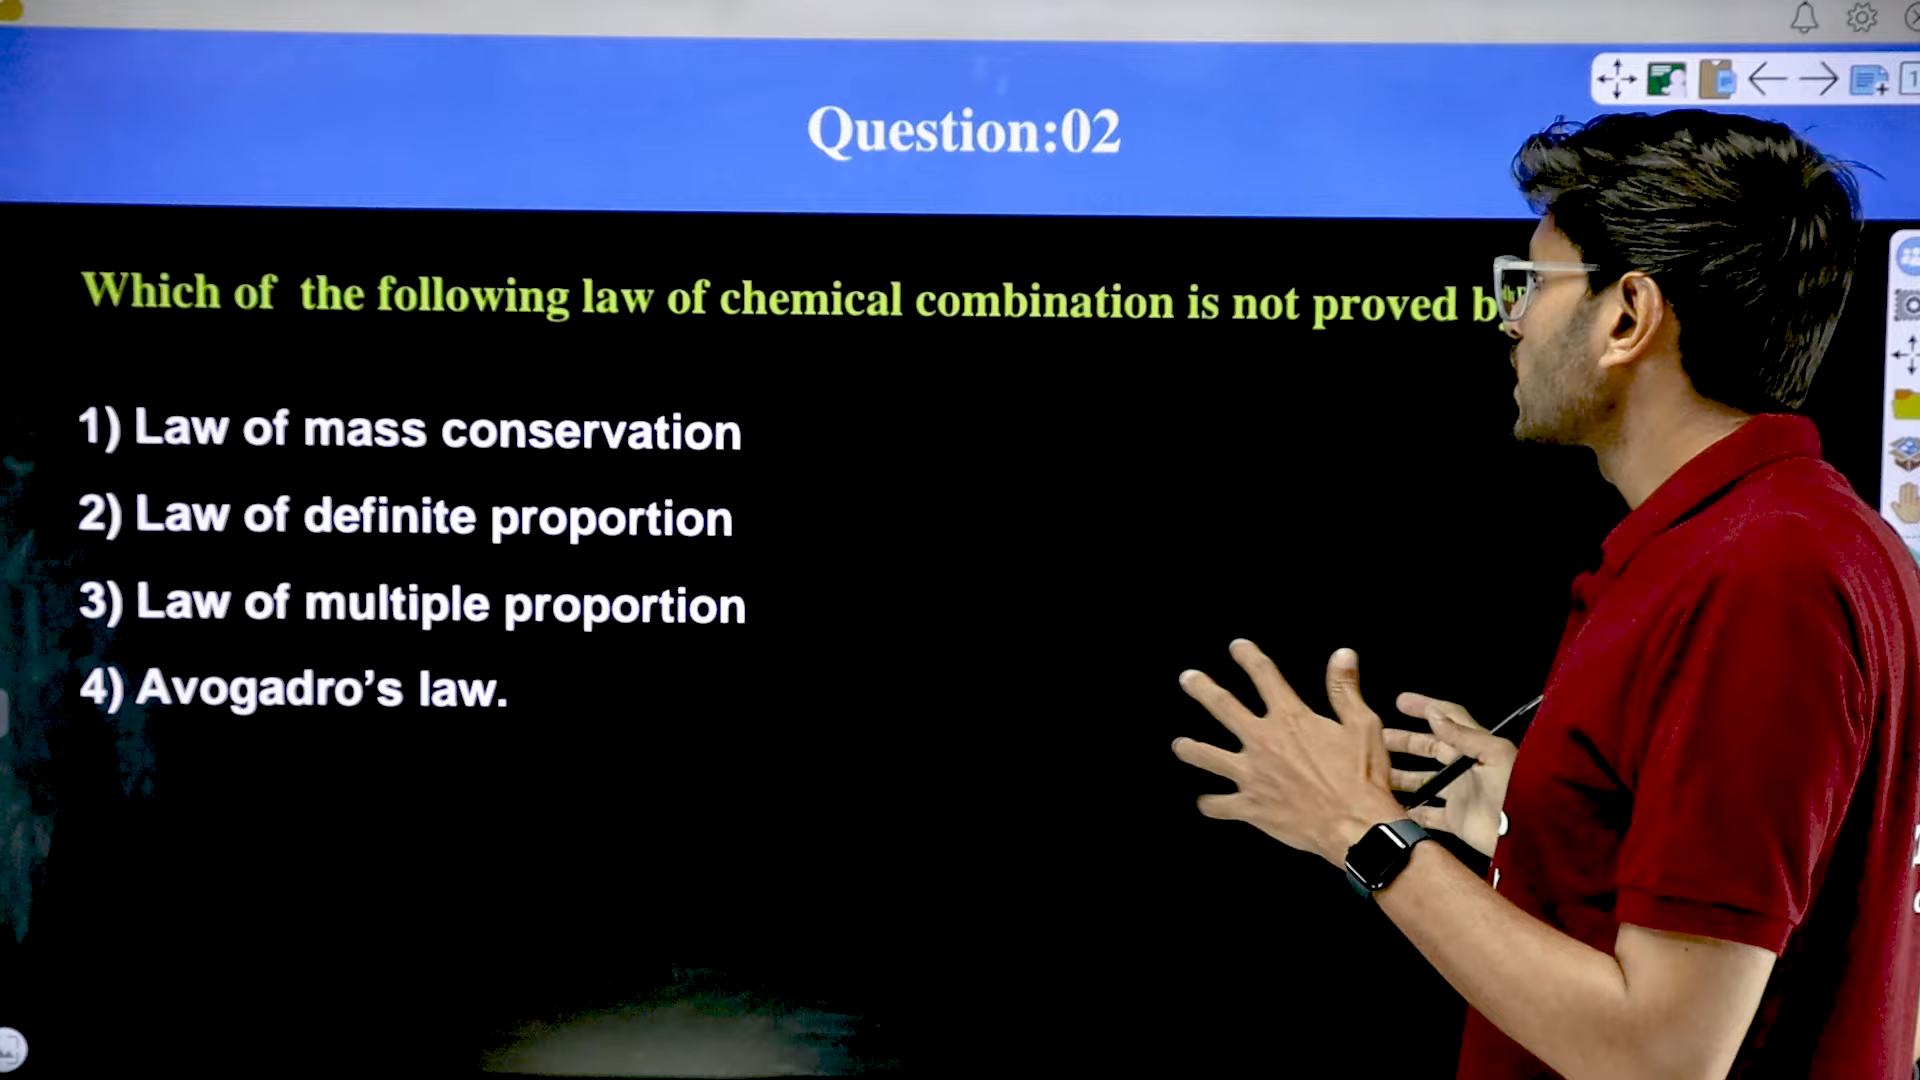 Question:02
Which of the following law of chemical combination is not proved
1) Law of mass conservation
2) Law of definite proportion
3) Law of multiple proportion
4) Avogadro’s law.